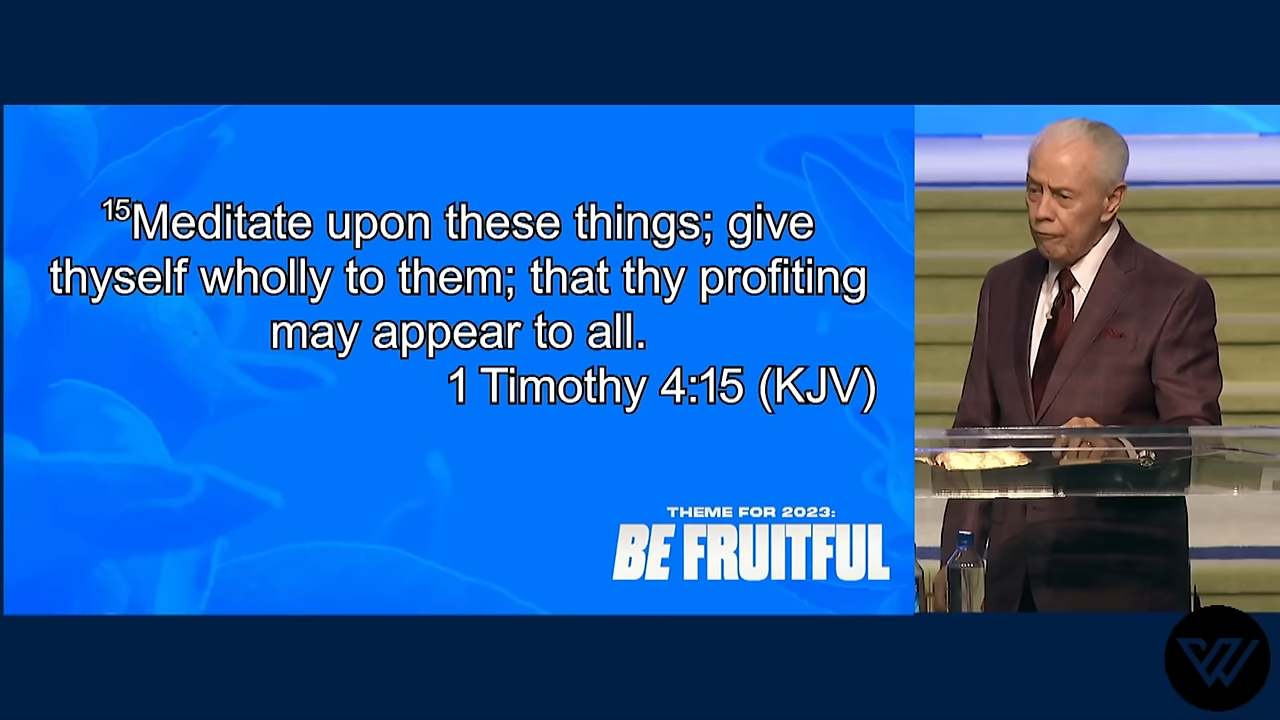 ¹⁵Meditate upon these things; give
thyself wholly to them; that thy profiting
may appear to all.
1 Timothy 4:15 (KJV)
THEME FOR 2023:
BE FRUITFUL
W